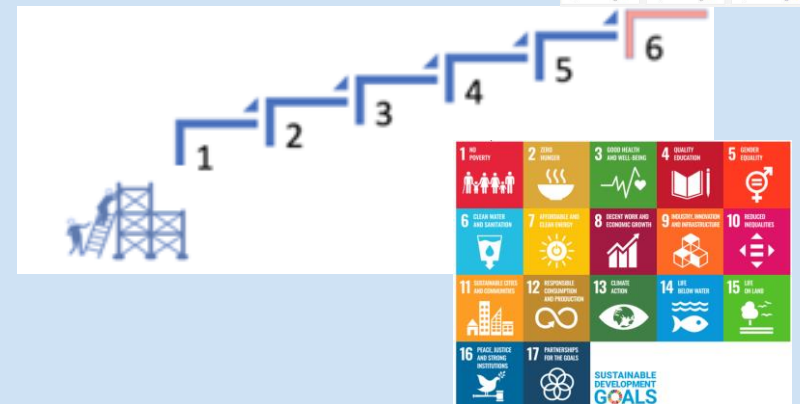 1
2
3
4
5
6
1 NO
POVERTY
2 ZERO
HUNGER
3 GOOD HEALTH
AND WELL-BEING
4 QUALITY
EDUCATION
5 GENDER
EQUALITY
6 CLEAN WATER
AND SANITATION
7 AFFORDABLE AND
CLEAN ENERGY
8 DECENT WORK AND
ECONOMIC GROWTH
9 INDUSTRY, INNOVATION
AND INFRASTRUCTURE
10 REDUCED
INEQUALITIES
11 SUSTAINABLE CITIES
AND COMMUNITIES
12 RESPONSIBLE
CONSUMPTION
AND PRODUCTION
13 CLIMATE
ACTION
14 LIFE
BELOW WATER
15 LIFE
ON LAND
16 PEACE, JUSTICE
AND STRONG
INSTITUTIONS
17 PARTNERSHIPS
FOR THE GOALS
SUSTAINABLE
DEVELOPMENT
GOALS